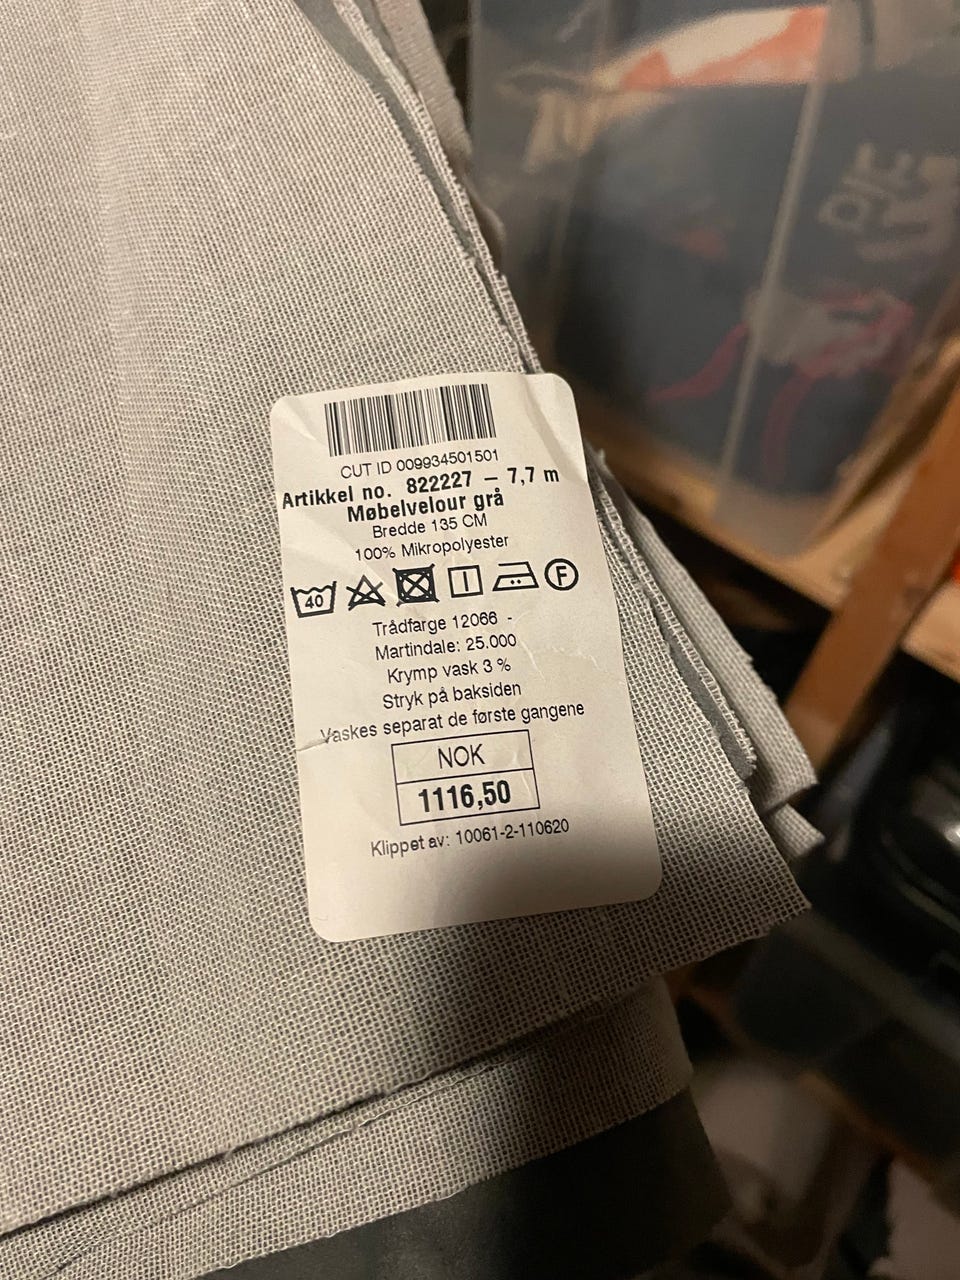 CUT ID 009934501501
Artikkel no. 822227 – 7,7 m
Møbelvelour grå
Bredde 135 CM
100% Mikropolyester
40 F
Trådfarge 12066 -
Martindale: 25.000
Krymp vask 3 %
Stryk på baksiden
Vaskes separat de første gangene
NOK
1116,50
Klippet av: 10061-2-110620